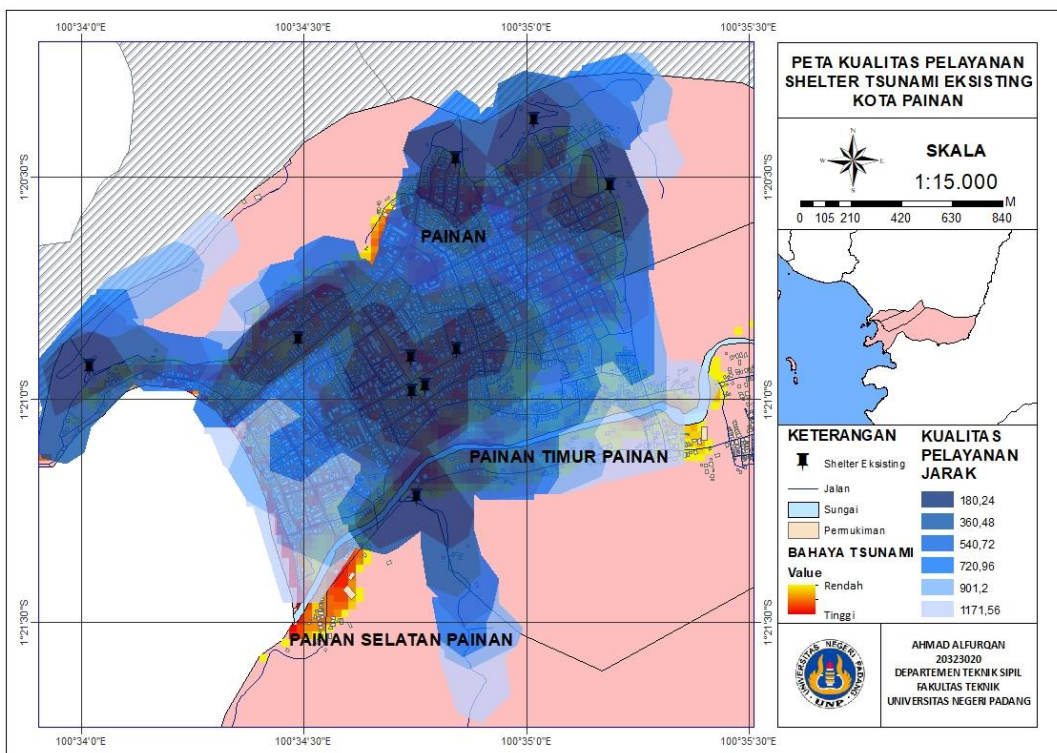 100°34'0"E 100°34'30"E 100°35'0"E 100°35'30"E
1°20'30"S
1°21'0"S
1°21'30"S
PAINAN
PAINAN TIMUR PAINAN
PAINAN SELATAN PAINAN
1°20'30"S
1°21'0"S
1°21'30"S
100°34'0"E 100°34'30"E 100°35'0"E 100°35'30"E
PETA KUALITAS PELAYANAN
SHELTER TSUNAMI EKSISTING
KOTA PAINAN
N
W E
S
SKALA
1:15.000
M
0 105 210 420 630 840
KETERANGAN
Shelter Eksisting
Jalan
Sungai
Permukiman
BAHAYA TSUNAMI
Value
Rendah
Tinggi
KUALITAS
PELAYANAN
JARAK
180,24
360,48
540,72
720,96
901,2
1171,56
UNIVERSITAS NEGERI PADANG
UNP
AHMAD ALFURQAN
20323020
DEPARTEMEN TEKNIK SIPIL
FAKULTAS TEKNIK
UNIVERSITAS NEGERI PADANG